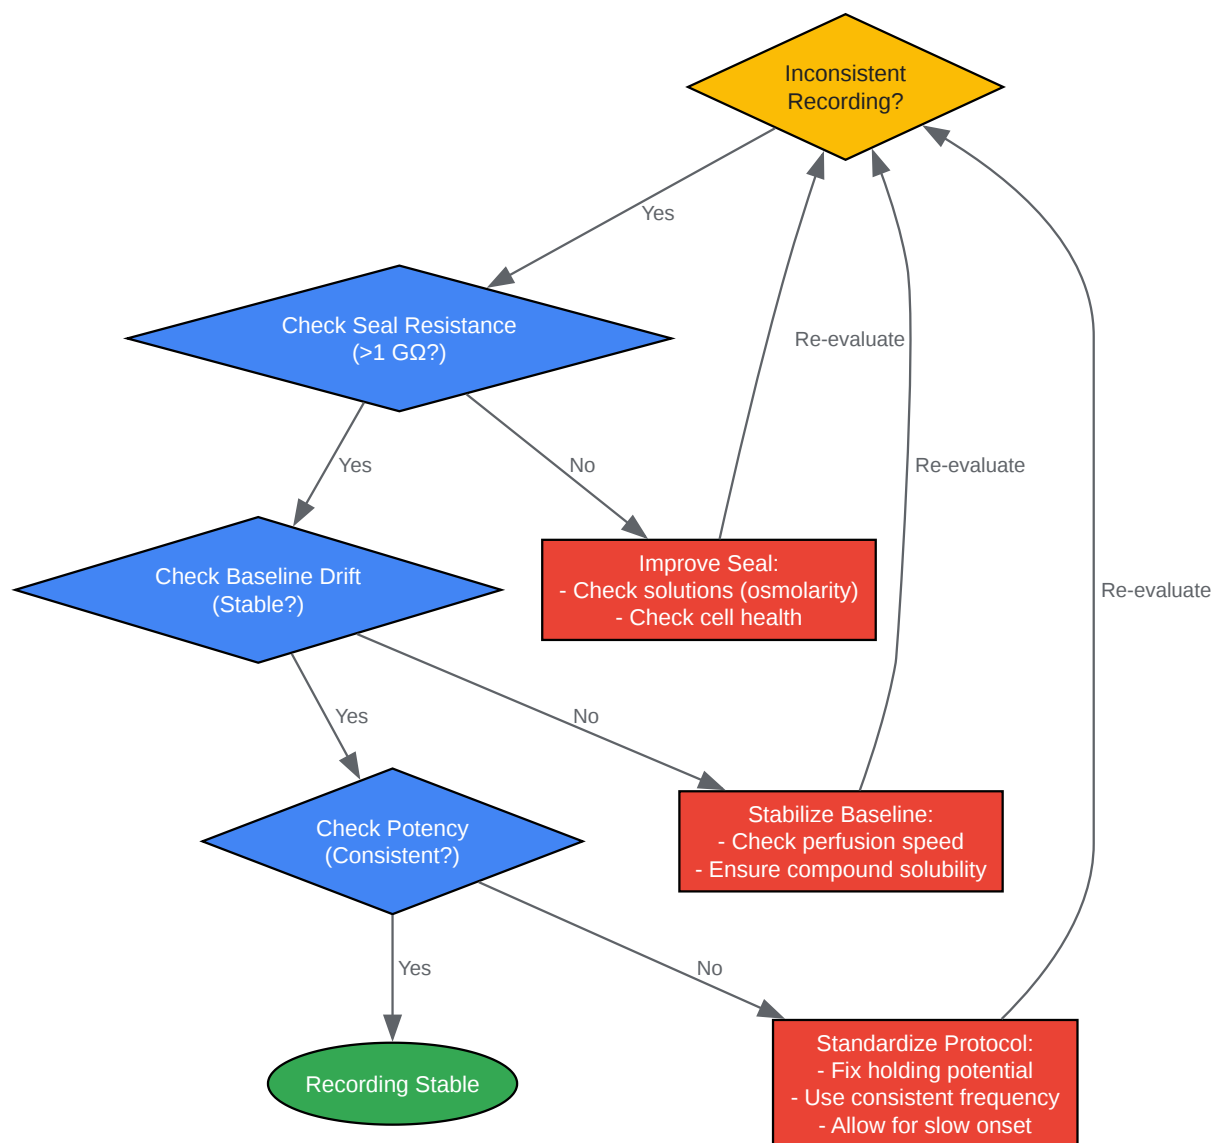 Inconsistent
Recording?
Yes
Check Seal Resistance
(>1 GΩ?)
Re-evaluate
Yes
No
Re-evaluate
Improve Seal:
- Check solutions (osmolarity)
- Check cell health
Check Baseline Drift
(Stable?)
Re-evaluate
Yes
No
Stabilize Baseline:
- Check perfusion speed
- Ensure compound solubility
Check Potency
(Consistent?)
Yes
No
Standardize Protocol:
- Fix holding potential
- Use consistent frequency
- Allow for slow onset
Recording Stable